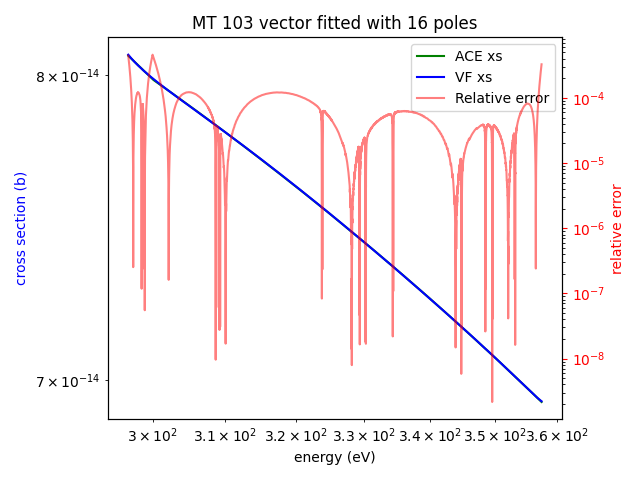 MT 103 vector fitted with 16 poles
ACE xs
VF xs
Relative error
8 × 10⁻¹⁴
7 × 10⁻¹⁴
cross section (b)
10⁻⁴
10⁻⁵
10⁻⁶
10⁻⁷
10⁻⁸
relative error
3 × 10² 3.1 × 10² 3.2 × 10² 3.3 × 10² 3.4 × 10² 3.5 × 10² 3.6 × 10²
energy (eV)